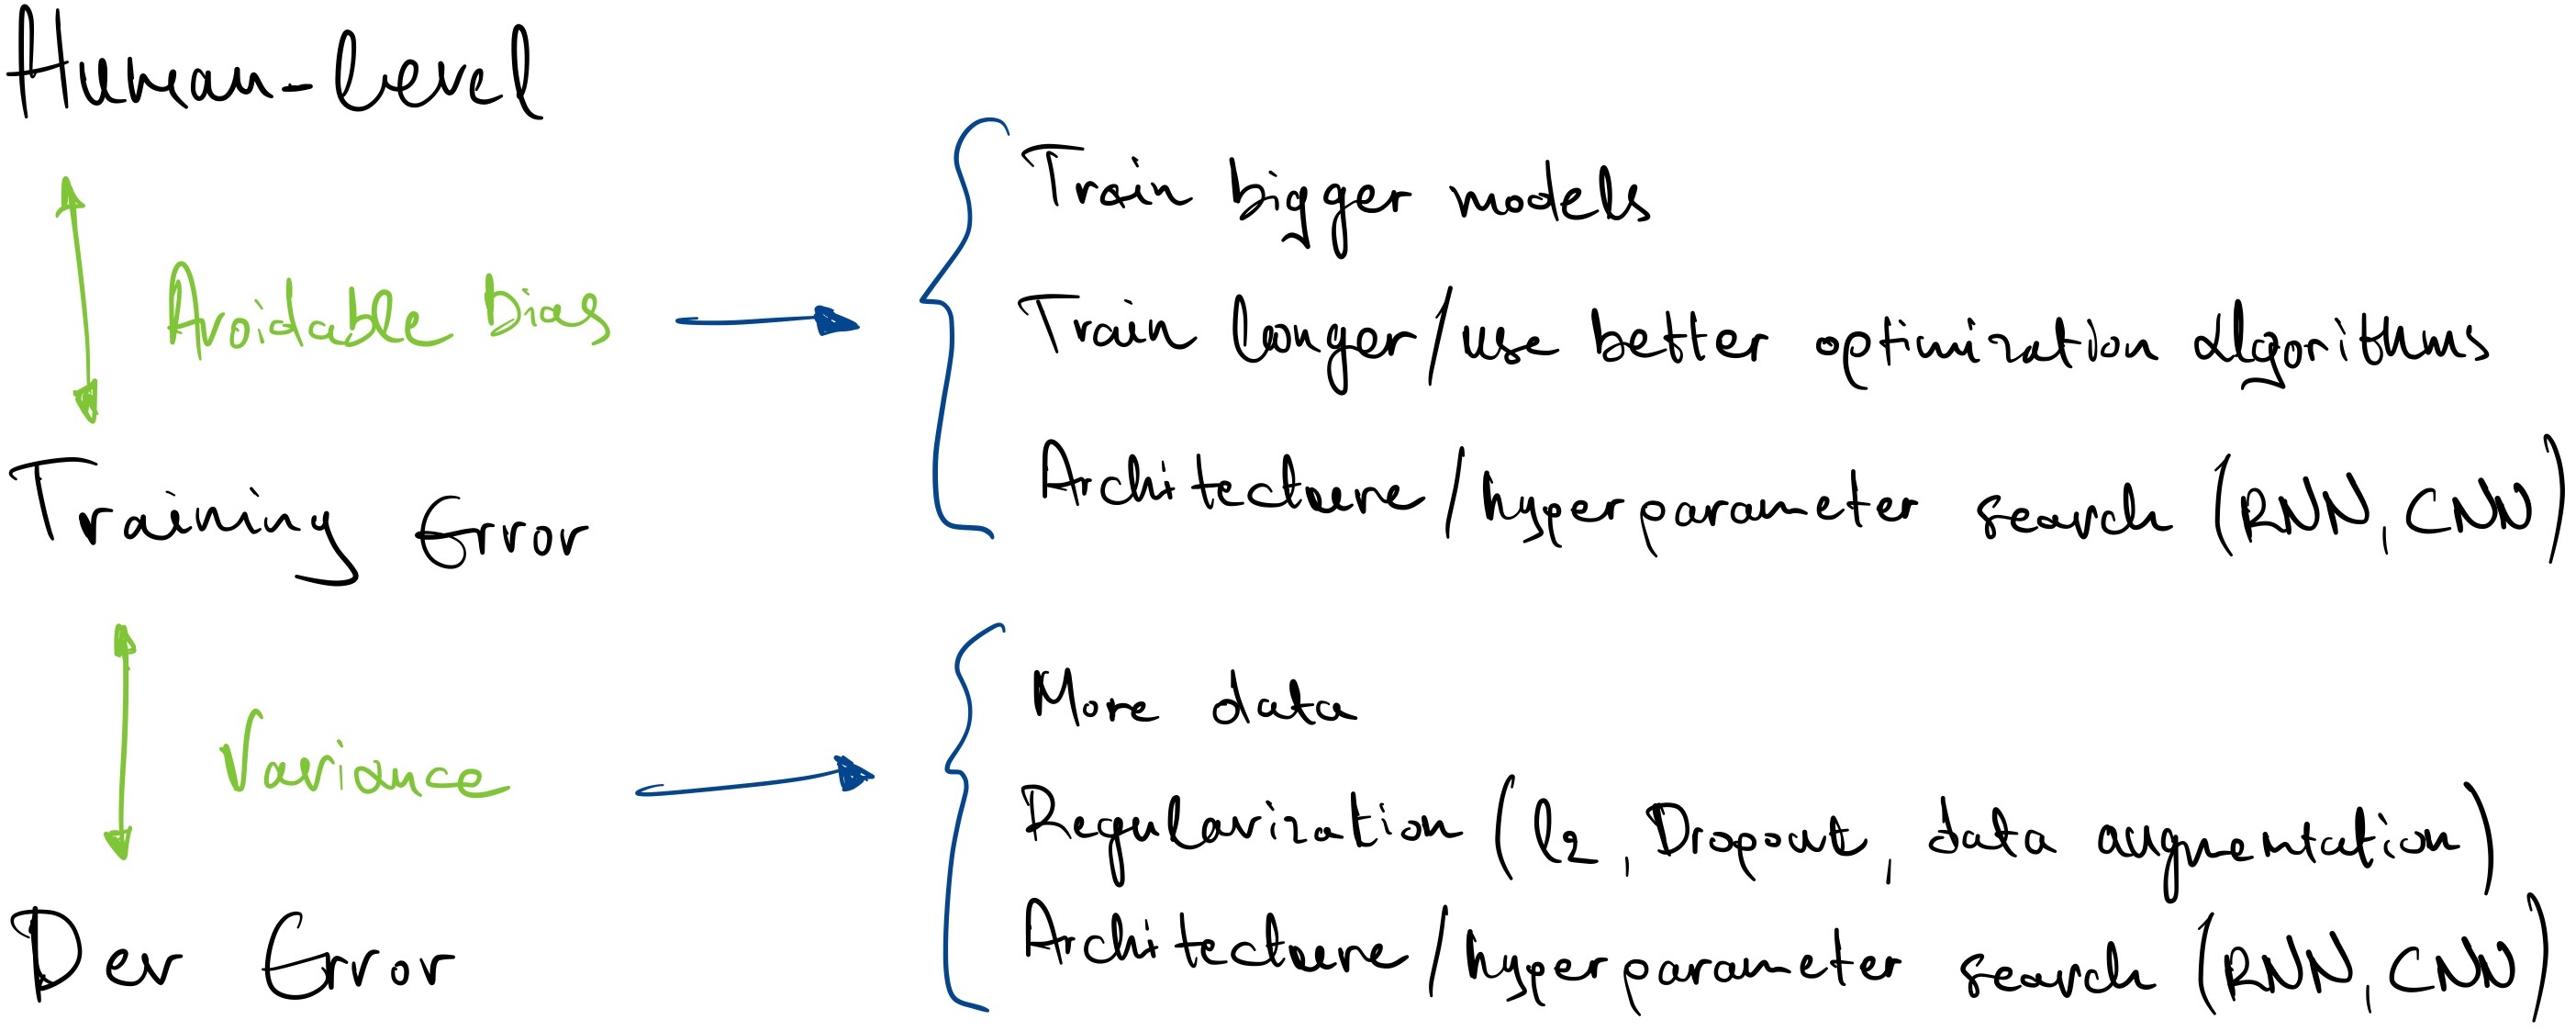 Human-level
Train bigger models
Avoidable bias
Train longer/use better optimization algorithms
Architecture/hyperparameter search (RNN, CNN)
Training Error
More data
Variance
Regularization (l2, Dropout, data augmentation)
Architecture/hyperparameter search (RNN, CNN)
Dev Error